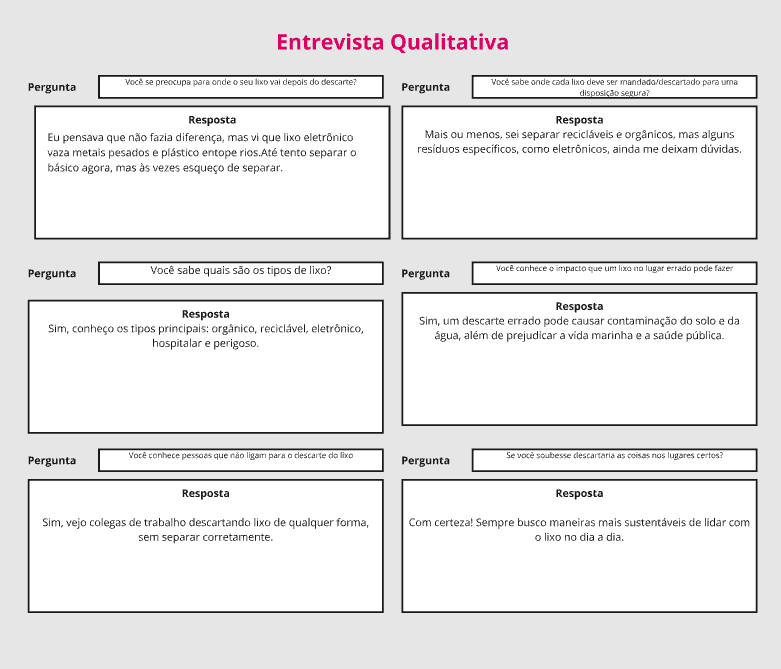 Entrevista Qualitativa
Pergunta
Você se preocupa para onde o seu lixo vai depois do descarte?
Resposta
Eu pensava que não fazia diferença, mas vi que lixo eletrônico
vaza metais pesados e plástico entope rios.Até tento separar o
básico agora, mas às vezes esqueço de separar.
Pergunta
Você sabe onde cada lixo deve ser mandado/descartado para uma
disposição segura?
Resposta
Mais ou menos, sei separar recicláveis e orgânicos, mas alguns
resíduos específicos, como eletrônicos, ainda me deixam dúvidas.
Pergunta
Você sabe quais são os tipos de lixo?
Resposta
Sim, conheço os tipos principais: orgânico, reciclável, eletrônico,
hospitalar e perigoso.
Pergunta
Você conhece o impacto que um lixo no lugar errado pode fazer
Resposta
Sim, um descarte errado pode causar contaminação do solo e da
água, além de prejudicar a vida marinha e a saúde pública.
Pergunta
Você conhece pessoas que não ligam para o descarte do lixo
Resposta
Sim, vejo colegas de trabalho descartando lixo de qualquer forma,
sem separar corretamente.
Pergunta
Se você soubesse descartaria as coisas nos lugares certos?
Resposta
Com certeza! Sempre busco maneiras mais sustentáveis de lidar com
o lixo no dia a dia.